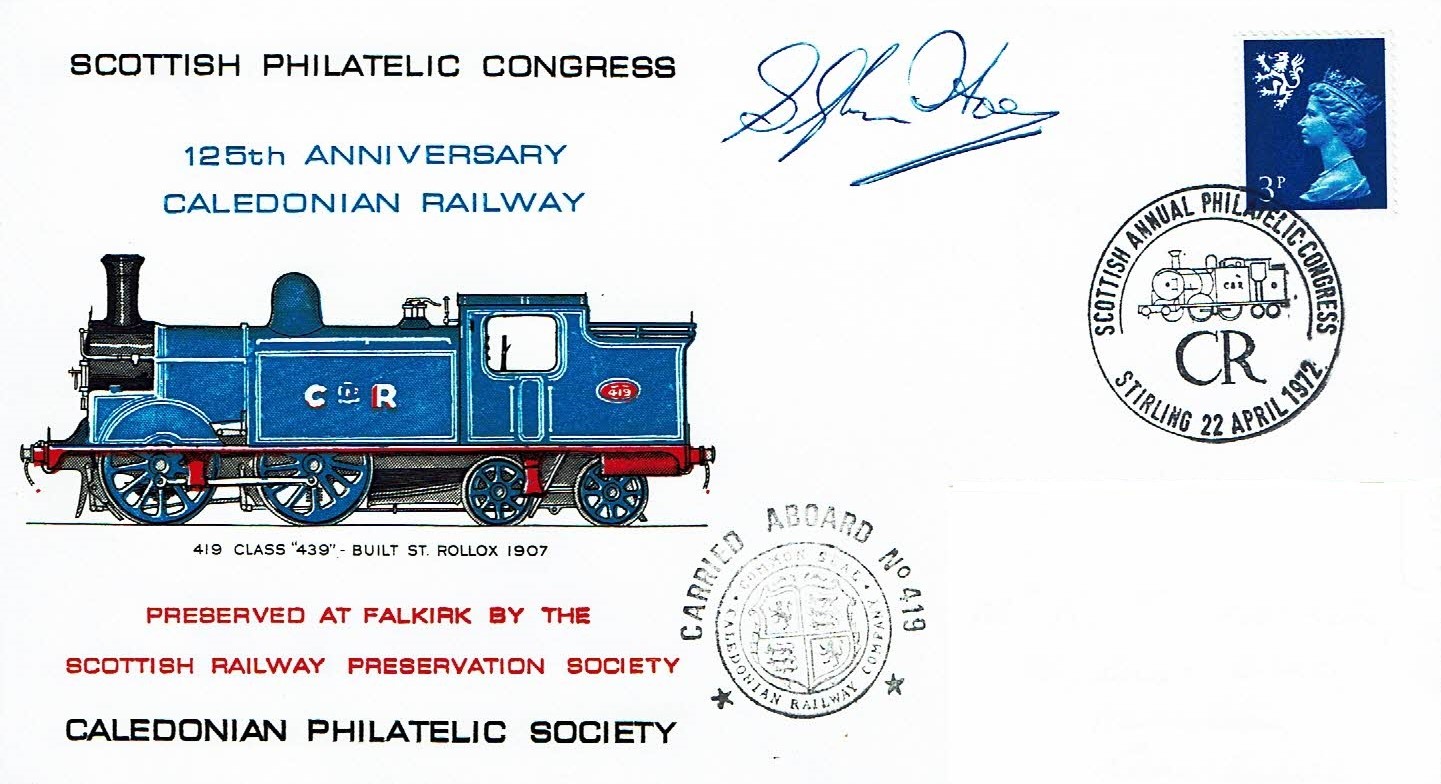 SCOTTISH PHILATELIC CONGRESS
125th ANNIVERSARY
CALEDONIAN RAILWAY
C R
419
419 CLASS "439" - BUILT ST. ROLLOX 1907
PRESERVED AT FALKIRK BY THE
SCOTTISH RAILWAY PRESERVATION SOCIETY
CALEDONIAN PHILATELIC SOCIETY
3P
SCOTTISH ANNUAL PHILATELIC·CONGRESS
C&R
CR
STIRLING 22 APRIL 1972
CARRIED ABOARD No 419
COMMON SEAL
CALEDONIAN RAILWAY COMPANY